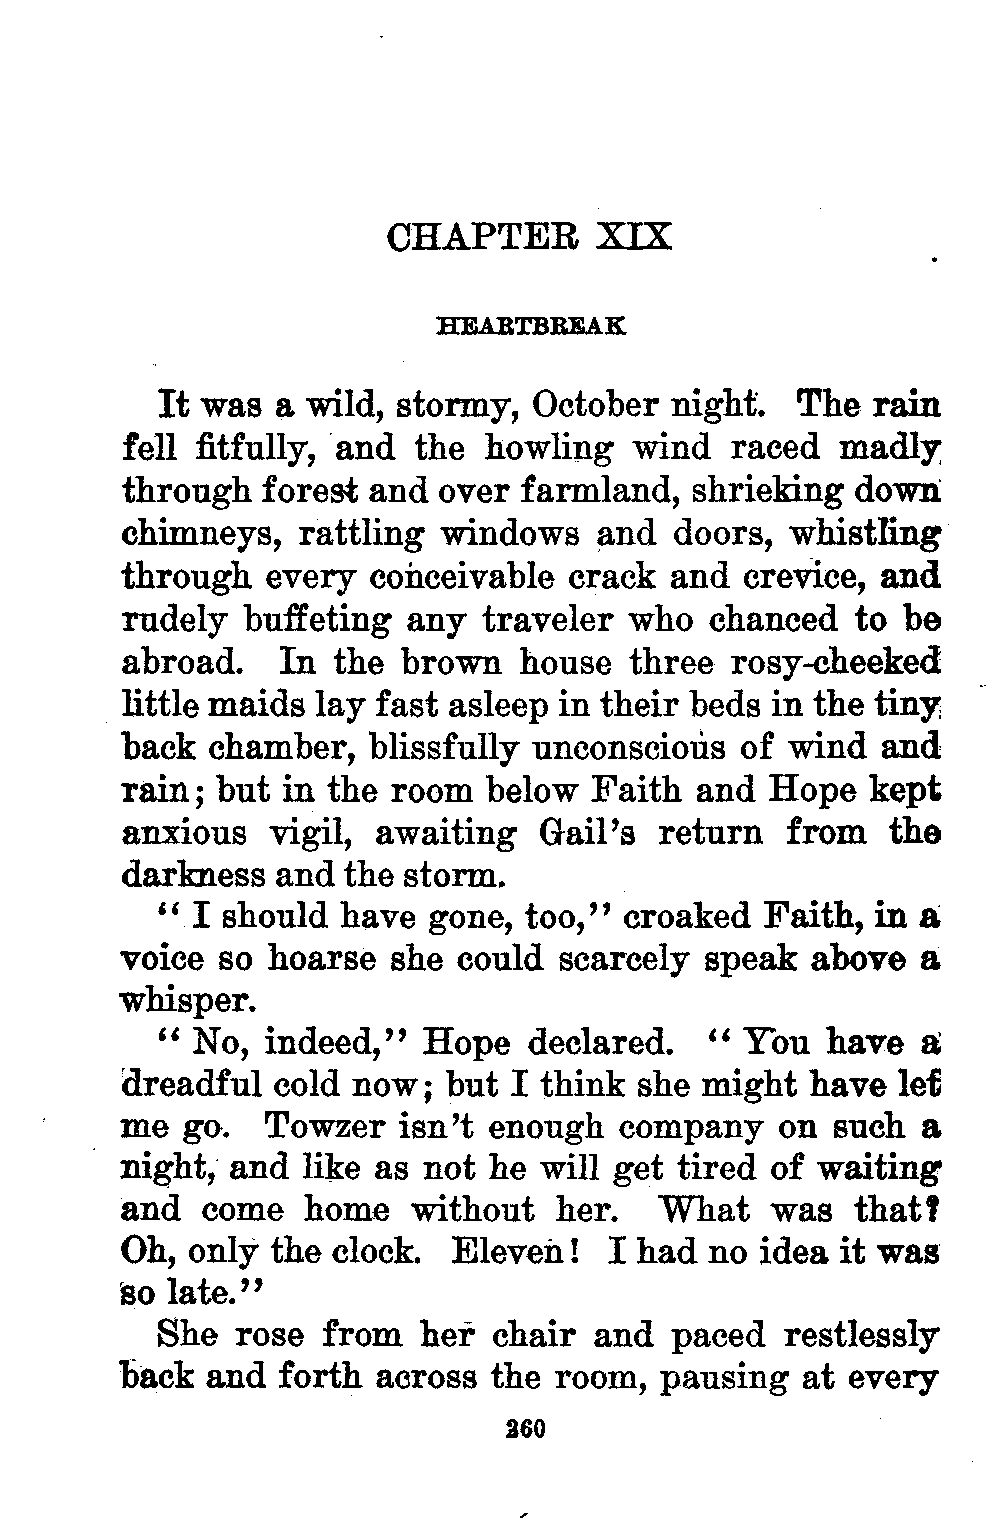 CHAPTER XIX
HEARTBREAK
It was a wild, stormy, October night. The rain
fell fitfully, and the howling wind raced madly
through forest and over farmland, shrieking down
chimneys, rattling windows and doors, whistling
through every conceivable crack and crevice, and
rudely buffeting any traveler who chanced to be
abroad. In the brown house three rosy-cheeked
little maids lay fast asleep in their beds in the tiny
back chamber, blissfully unconscious of wind and
rain; but in the room below Faith and Hope kept
anxious vigil, awaiting Gail's return from the
darkness and the storm.
“ I should have gone, too,” croaked Faith, in a
voice so hoarse she could scarcely speak above a
whisper.
“ No, indeed,” Hope declared. “ You have a
dreadful cold now; but I think she might have let
me go. Towzer isn't enough company on such a
night, and like as not he will get tired of waiting
and come home without her. What was that?
Oh, only the clock. Eleven! I had no idea it was
so late.”
She rose from her chair and paced restlessly
back and forth across the room, pausing at every
260